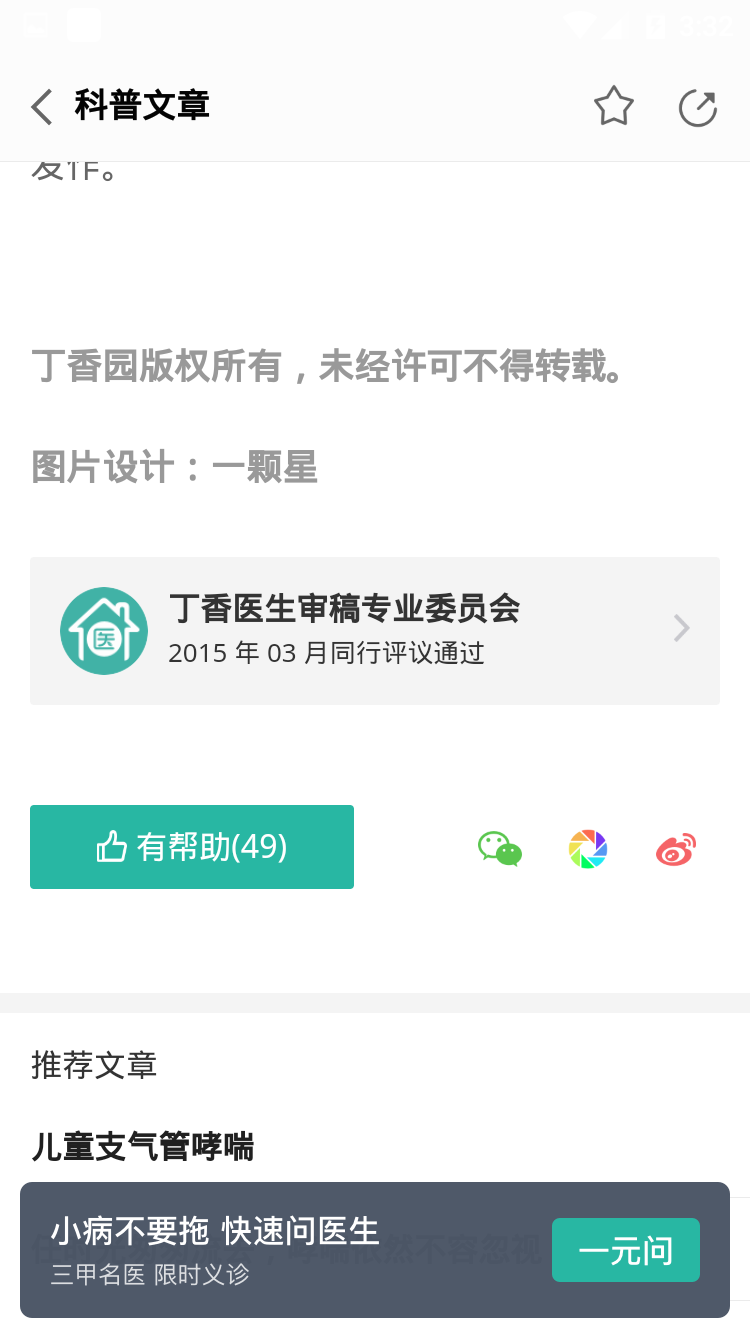 3:32
科普文章
发作。
丁香园版权所有，未经许可不得转载。
图片设计：一颗星
医
丁香医生审稿专业委员会
2015 年 03 月同行评议通过
有帮助(49)
推荐文章
儿童支气管哮喘
小病不要拖 快速问医生
三甲名医 限时义诊
一元问